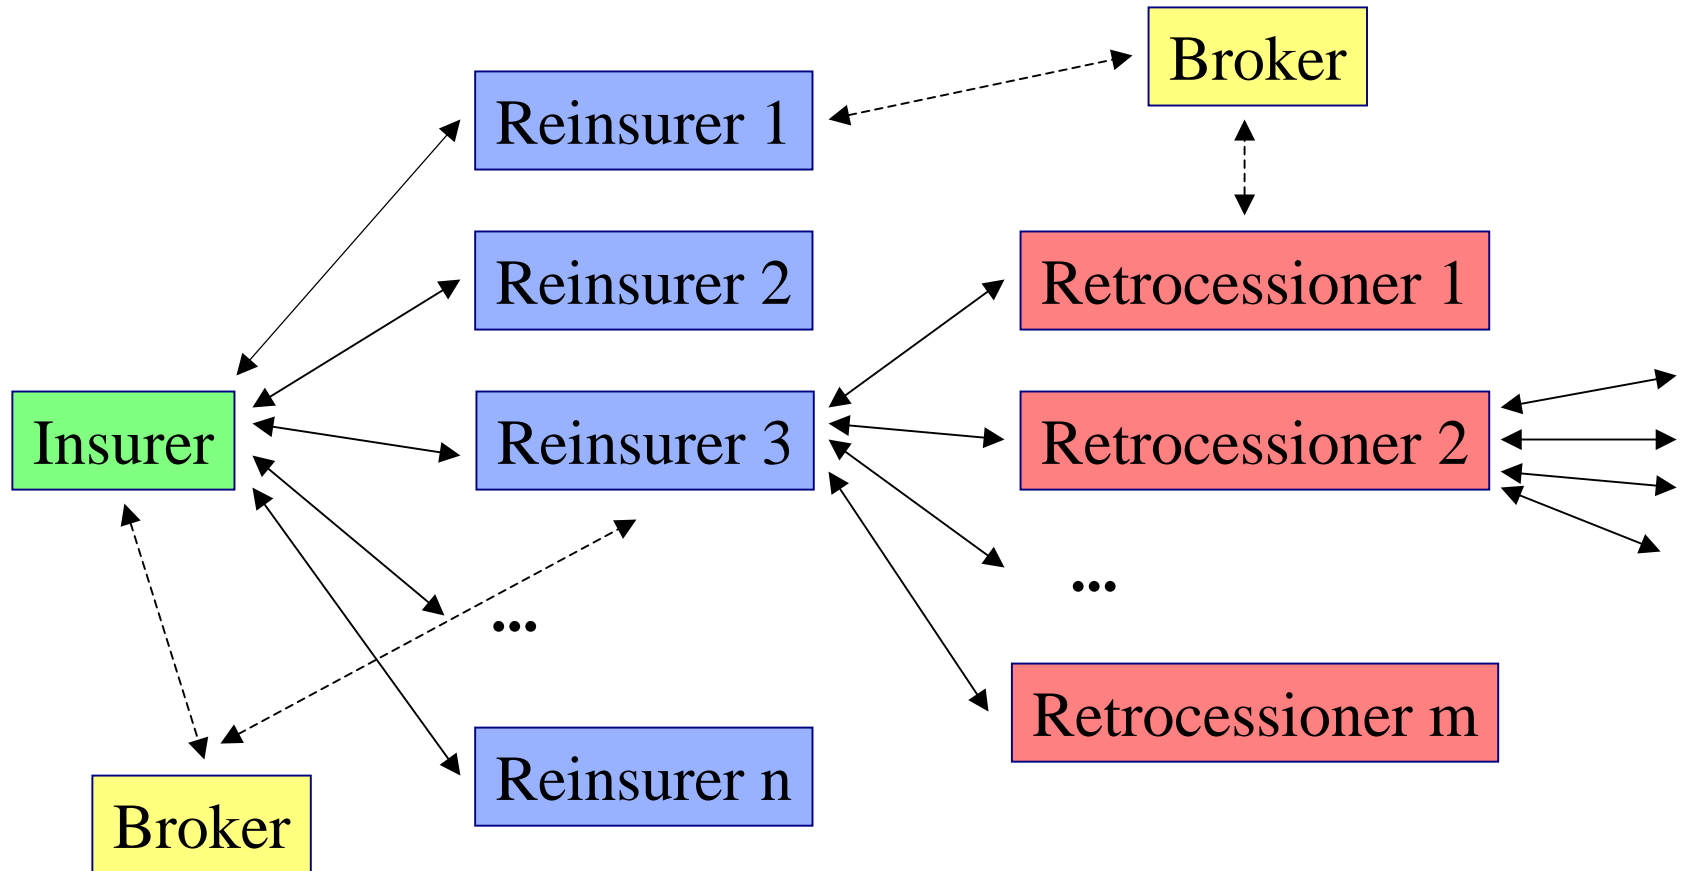 Broker
Reinsurer 1
Reinsurer 2
Retrocessioner 1
Insurer
Reinsurer 3
Retrocessioner 2
...
...
Retrocessioner m
Reinsurer n
Broker